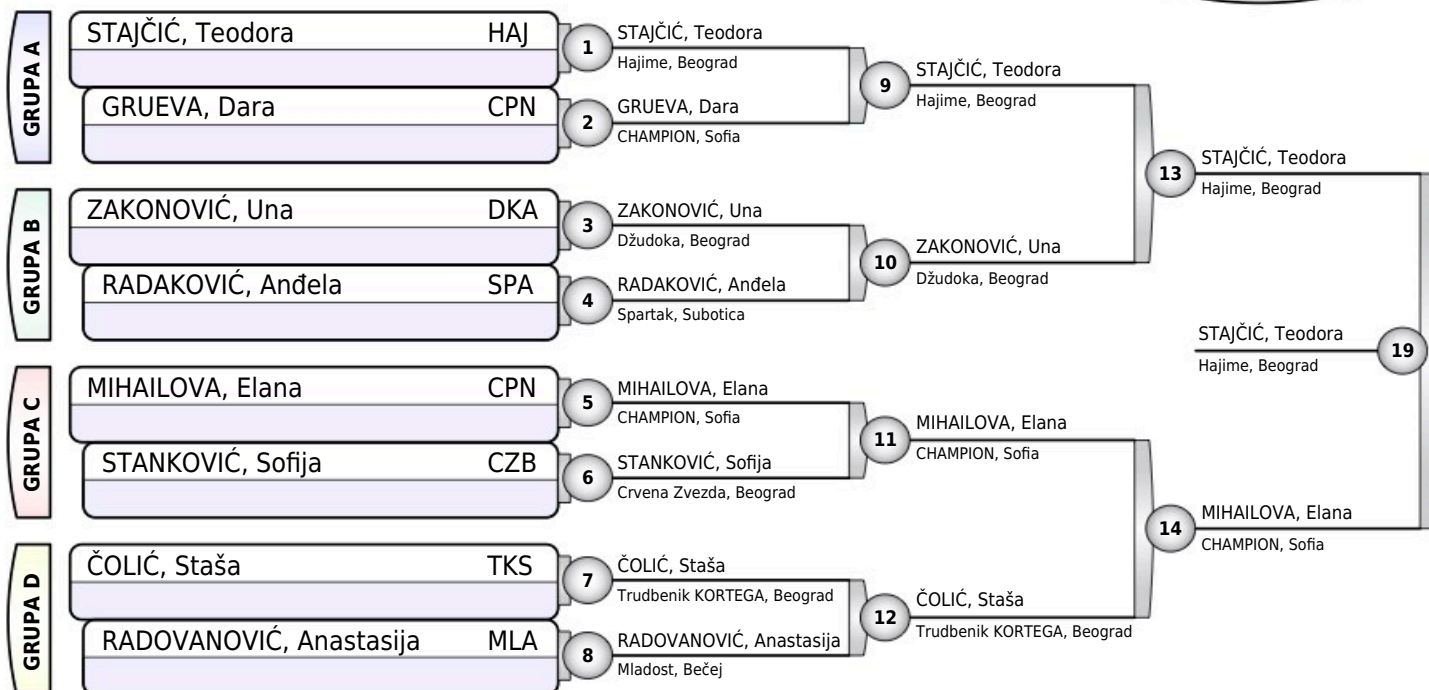 GRUPA A
STAJČIĆ, Teodora HAJ
GRUEVA, Dara CPN
1
STAJČIĆ, Teodora
Hajime, Beograd
2
GRUEVA, Dara
CHAMPION, Sofia
9
STAJČIĆ, Teodora
Hajime, Beograd
GRUPA B
ZAKONOVIĆ, Una DKA
RADAKOVIĆ, Anđela SPA
3
ZAKONOVIĆ, Una
Džudoka, Beograd
4
RADAKOVIĆ, Anđela
Spartak, Subotica
10
ZAKONOVIĆ, Una
Džudoka, Beograd
13
STAJČIĆ, Teodora
Hajime, Beograd
GRUPA C
MIHAILOVA, Elana CPN
STANKOVIĆ, Sofija CZB
5
MIHAILOVA, Elana
CHAMPION, Sofia
6
STANKOVIĆ, Sofija
Crvena Zvezda, Beograd
11
MIHAILOVA, Elana
CHAMPION, Sofia
GRUPA D
ČOLIĆ, Staša TKS
RADOVANOVIĆ, Anastasija MLA
7
ČOLIĆ, Staša
Trudbenik KORTEGA, Beograd
8
RADOVANOVIĆ, Anastasija
Mladost, Bečej
12
ČOLIĆ, Staša
Trudbenik KORTEGA, Beograd
14
MIHAILOVA, Elana
CHAMPION, Sofia
STAJČIĆ, Teodora
Hajime, Beograd
19